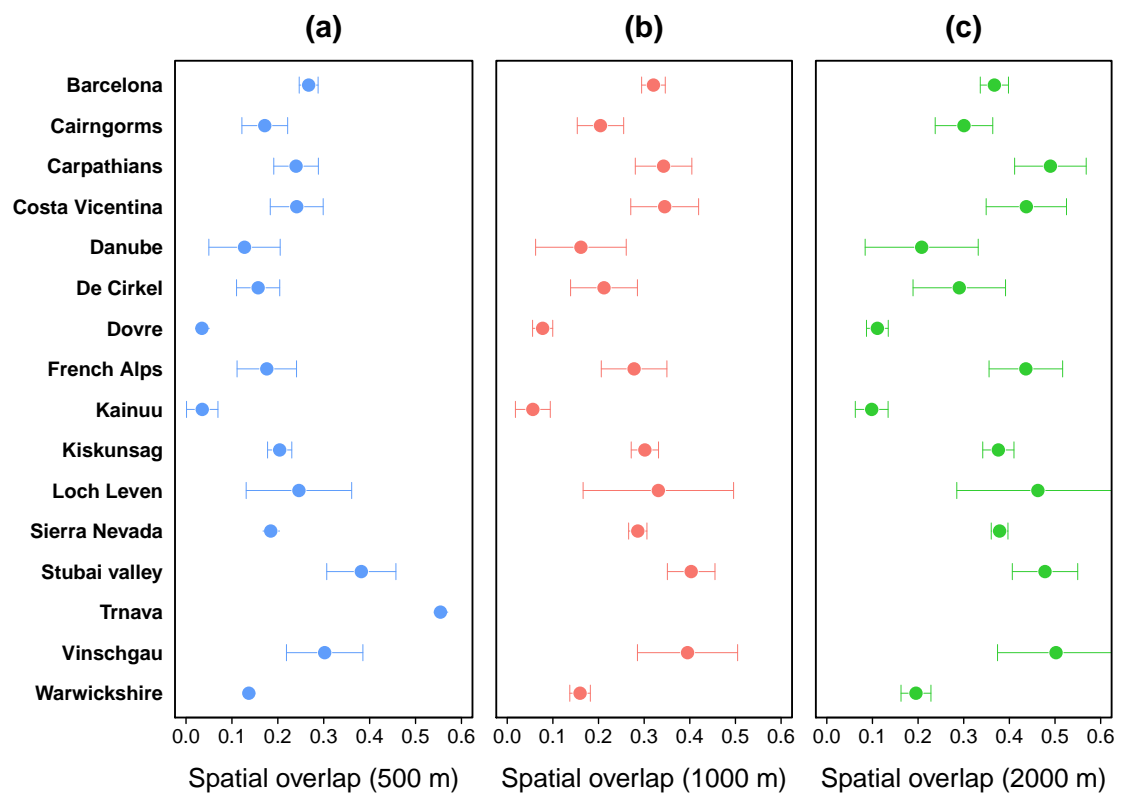 (a) (b) (c)
Barcelona
Cairngorms
Carpathians
Costa Vicentina
Danube
De Cirkel
Dovre
French Alps
Kainuu
Kiskunsag
Loch Leven
Sierra Nevada
Stubai valley
Trnava
Vinschgau
Warwickshire
0.0 0.1 0.2 0.3 0.4 0.5 0.6 0.0 0.1 0.2 0.3 0.4 0.5 0.6 0.0 0.1 0.2 0.3 0.4 0.5 0.6
Spatial overlap (500 m) Spatial overlap (1000 m) Spatial overlap (2000 m)